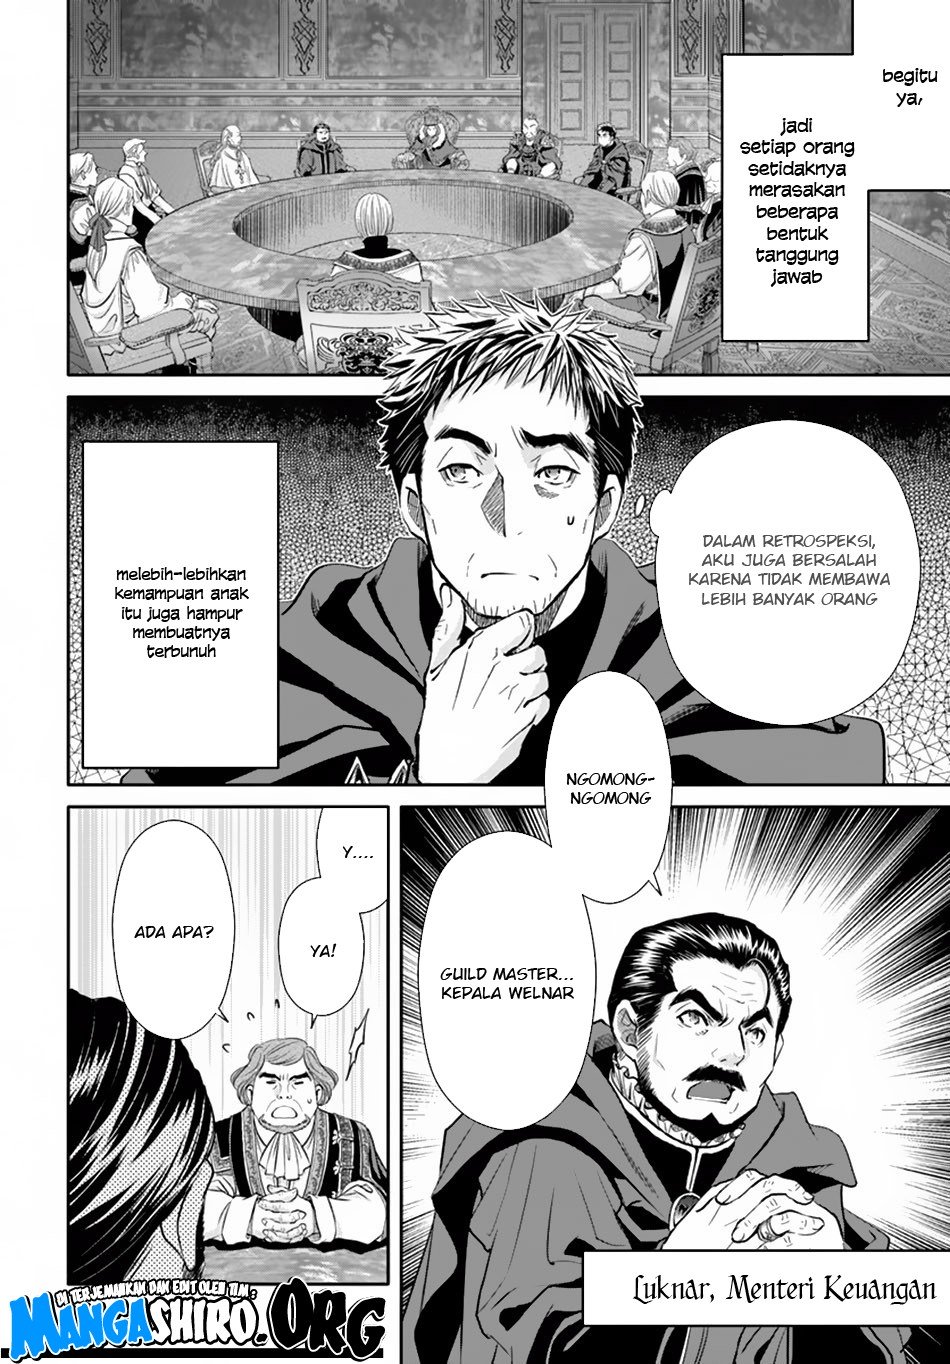 begitu
ya,
jadi
setiap orang
setidaknya
merasakan
beberapa
bentuk
tanggung
jawab
DALAM RETROSPEKSI,
AKU JUGA BERSALAH
KARENA TIDAK MEMBAWA
LEBIH BANYAK ORANG
melebih-lebihkan
kemampuan anak
itu juga hampur
membuatnya
terbunuh
NGOMONG-
NGOMONG
GUILD MASTER...
KEPALA WELNAR
Luknar, Menteri Keuangan
Y....
YA!
ADA APA?
DI TERJEMAHKAN DAN EDIT OLEH TIM :
MANGASHIRO.ORG